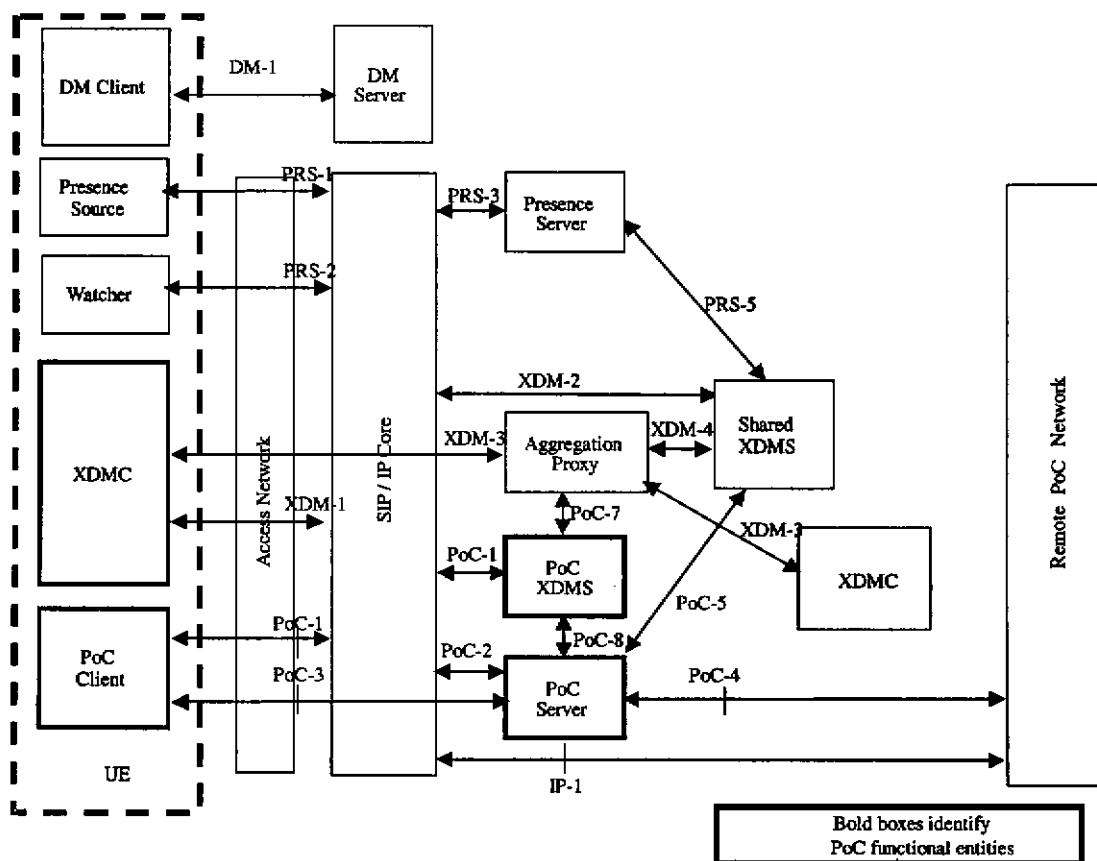 DM Client
DM-1
DM
Server
Presence
Source
PRS-1
PRS-3
Presence
Server
Watcher
PRS-2
PRS-5
XDM-2
XDMC
XDM-3
Aggregation
Proxy
XDM-4
Shared
XDMS
Access Network
SIP / IP Core
Remote PoC Network
XDM-1
PoC-7
XDM-3
PoC-1
PoC
XDMS
XDMC
PoC-5
PoC
Client
PoC-1
PoC-8
PoC-2
PoC-3
PoC
Server
PoC-4
UE
IP-1
Bold boxes identify
PoC functional entities